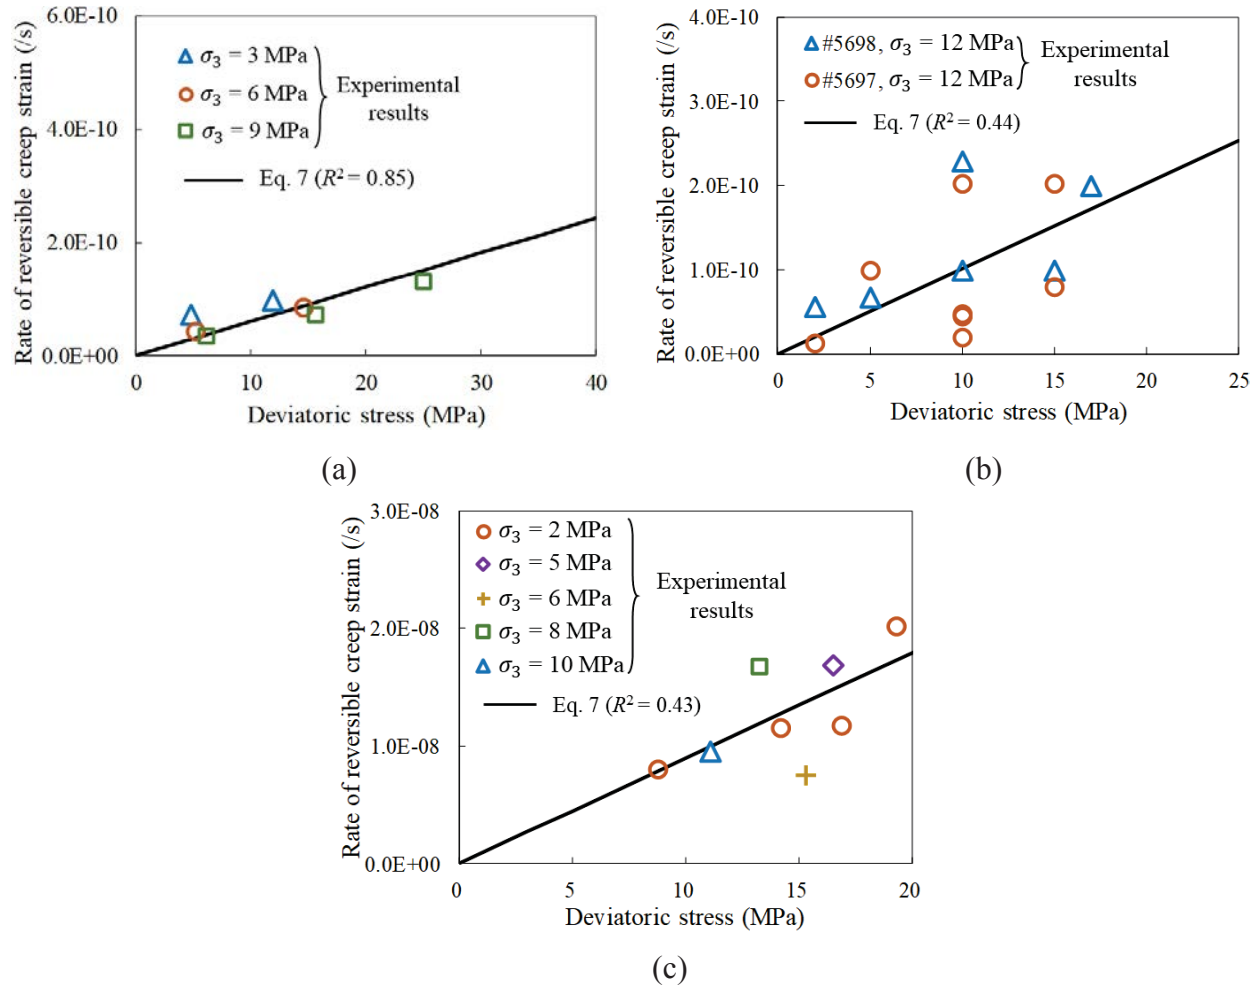 Rate of reversible creep strain (/s)
6.0E-10
4.0E-10
2.0E-10
0.0E+00
σ3 = 3 MPa
σ3 = 6 MPa
σ3 = 9 MPa
Experimental
results
Eq. 7 (R² = 0.85)
0 10 20 30 40
Deviatoric stress (MPa)
(a)
Rate of reversible creep strain (/s)
4.0E-10
3.0E-10
2.0E-10
1.0E-10
0.0E+00
#5698, σ3 = 12 MPa
#5697, σ3 = 12 MPa
Experimental
results
Eq. 7 (R² = 0.44)
0 5 10 15 20 25
Deviatoric stress (MPa)
(b)
Rate of reversible creep strain (/s)
3.0E-08
2.0E-08
1.0E-08
0.0E+00
σ3 = 2 MPa
σ3 = 5 MPa
σ3 = 6 MPa
σ3 = 8 MPa
σ3 = 10 MPa
Experimental
results
Eq. 7 (R² = 0.43)
0 5 10 15 20
Deviatoric stress (MPa)
(c)